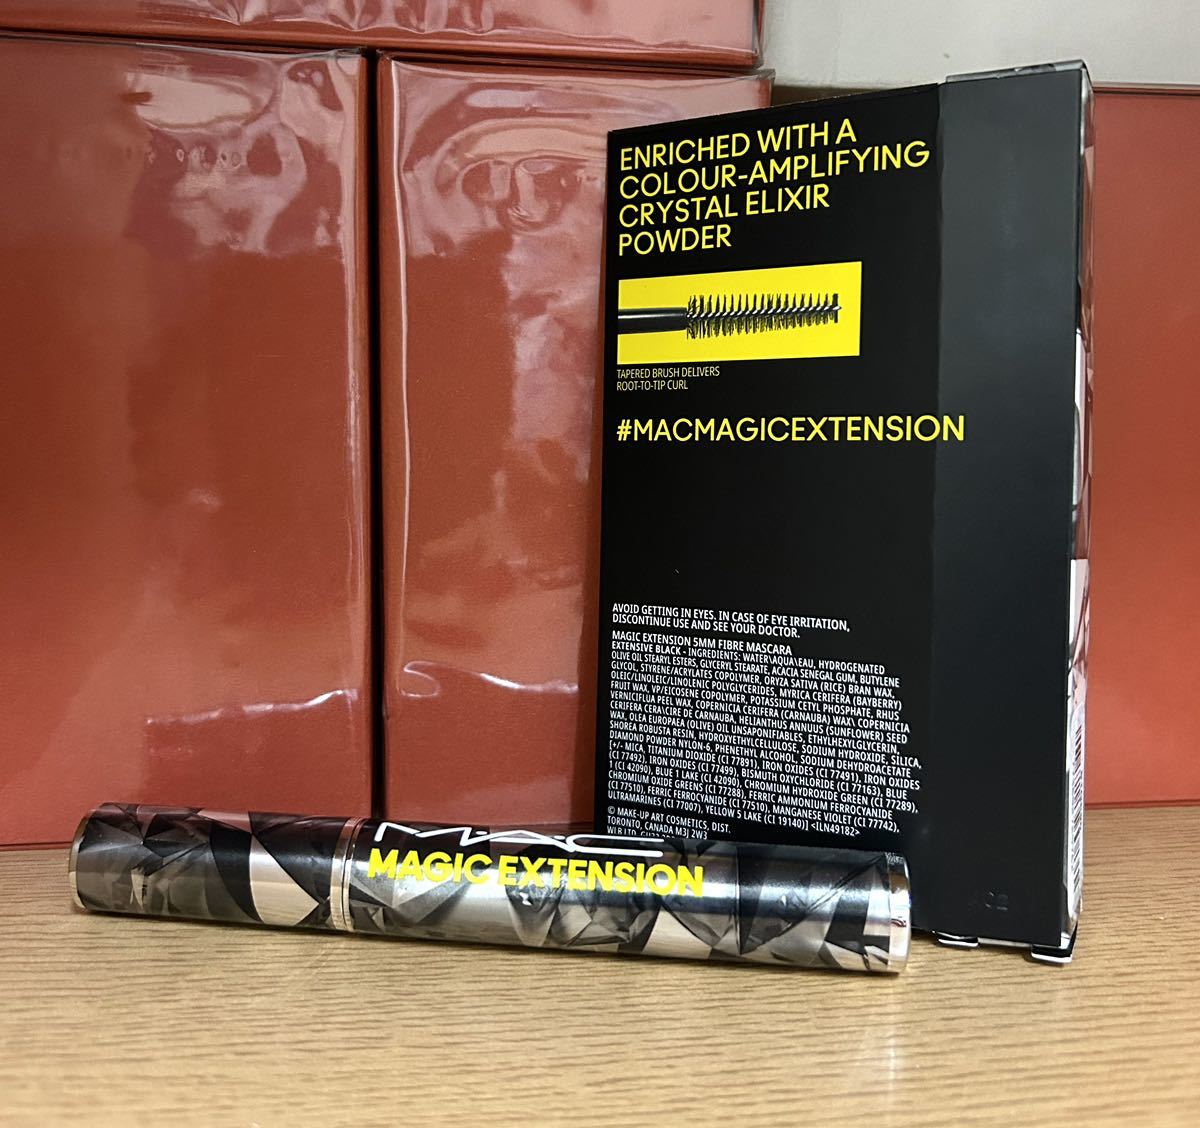 ENRICHED WITH A
COLOUR-AMPLIFYING
CRYSTAL ELIXIR
POWDER
TAPERED BRUSH DELIVERS
ROOT-TO-TIP CURL
#MACMAGICEXTENSION
AVOID GETTING IN EYES. IN CASE OF EYE IRRITATION,
DISCONTINUE USE AND SEE YOUR DOCTOR.
MAGIC EXTENSION 5MM FIBRE MASCARA
EXTENSIVE BLACK - INGREDIENTS: WATER\AQUA\EAU, HYDROGENATED
OLIVE OIL STEARYL ESTERS, GLYCERYL STEARATE, ACACIA SENEGAL GUM, BUTYLENE
GLYCOL, STYRENE/ACRYLATES COPOLYMER, ORYZA SATIVA (RICE) BRAN WAX,
OLEIC/LINOLEIC/LINOLENIC POLYGLYCERIDES, MYRICA CERIFERA (BAYBERRY)
FRUIT WAX, VP/EICOSENE COPOLYMER, POTASSIUM CETYL PHOSPHATE, RHUS
VERNICIFLUA PEEL WAX, COPERNICIA CERIFERA (CARNAUBA) WAX\ COPERNICIA
CERIFERA CERA\CIRE DE CARNAUBA, HELIANTHUS ANNUUS (SUNFLOWER) SEED
WAX, OLEA EUROPAEA (OLIVE) OIL UNSAPONIFIABLES, ETHYLHEXYLGLYCERIN,
SHOREA ROBUSTA RESIN, HYDROXYETHYLCELLULOSE, SODIUM HYDROXIDE, SILICA,
DIAMOND POWDER NYLON-6, PHENETHYL ALCOHOL, SODIUM DEHYDROACETATE
[+/- MICA, TITANIUM DIOXIDE (CI 77891), IRON OXIDES (CI 77491), IRON OXIDES
(CI 77492), IRON OXIDES (CI 77499), BISMUTH OXYCHLORIDE (CI 77163), BLUE
1 (CI 42090), BLUE 1 LAKE (CI 42090), CHROMIUM HYDROXIDE GREEN (CI 77289),
CHROMIUM OXIDE GREENS (CI 77288), FERRIC FERROCYANIDE
(CI 77510), FERRIC FERROCYANIDE (CI 77510), FERRIC AMMONIUM FERROCYANIDE
ULTRAMARINES (CI 77007), YELLOW 5 LAKE (CI 19140)] MANGANESE VIOLET (CI 77742), <ILN49182>
© MAKE-UP ART COSMETICS, DIST.
TORONTO, CANADA M3J 2W3
M·A·C
MAGIC EXTENSION